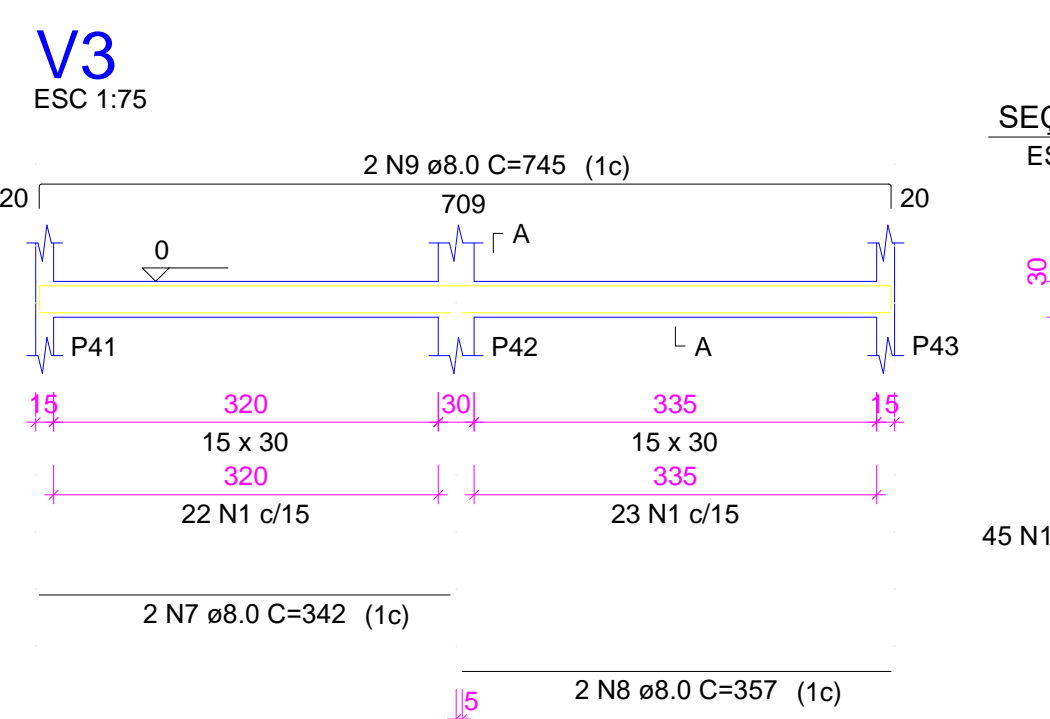 V3
ESC 1:75
SEÇ
ES
2 N9 ø8.0 C=745 (1c)
20
709
20
A
0
30
P41
P42
A
P43
15
320
30
335
15
15 x 30
15 x 30
320
335
22 N1 c/15
23 N1 c/15
45 N1
2 N7 ø8.0 C=342 (1c)
2 N8 ø8.0 C=357 (1c)
5